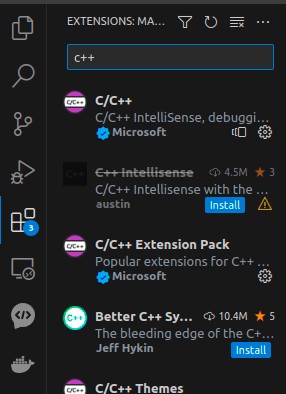 EXTENSIONS: MA...
c++
C/C++
C/C++
C/C++ IntelliSense, debuggi...
Microsoft
C++ Intellisense
4.5M
3
C/C++ Intellisense with the ...
austin
Install
3
C/C++
C/C++ Extension Pack
Popular extensions for C++ ...
Microsoft
C++
Better C++ Sy...
10.4M
5
The bleeding edge of the C+...
Jeff Hykin
Install
C/C++
C/C++ Themes